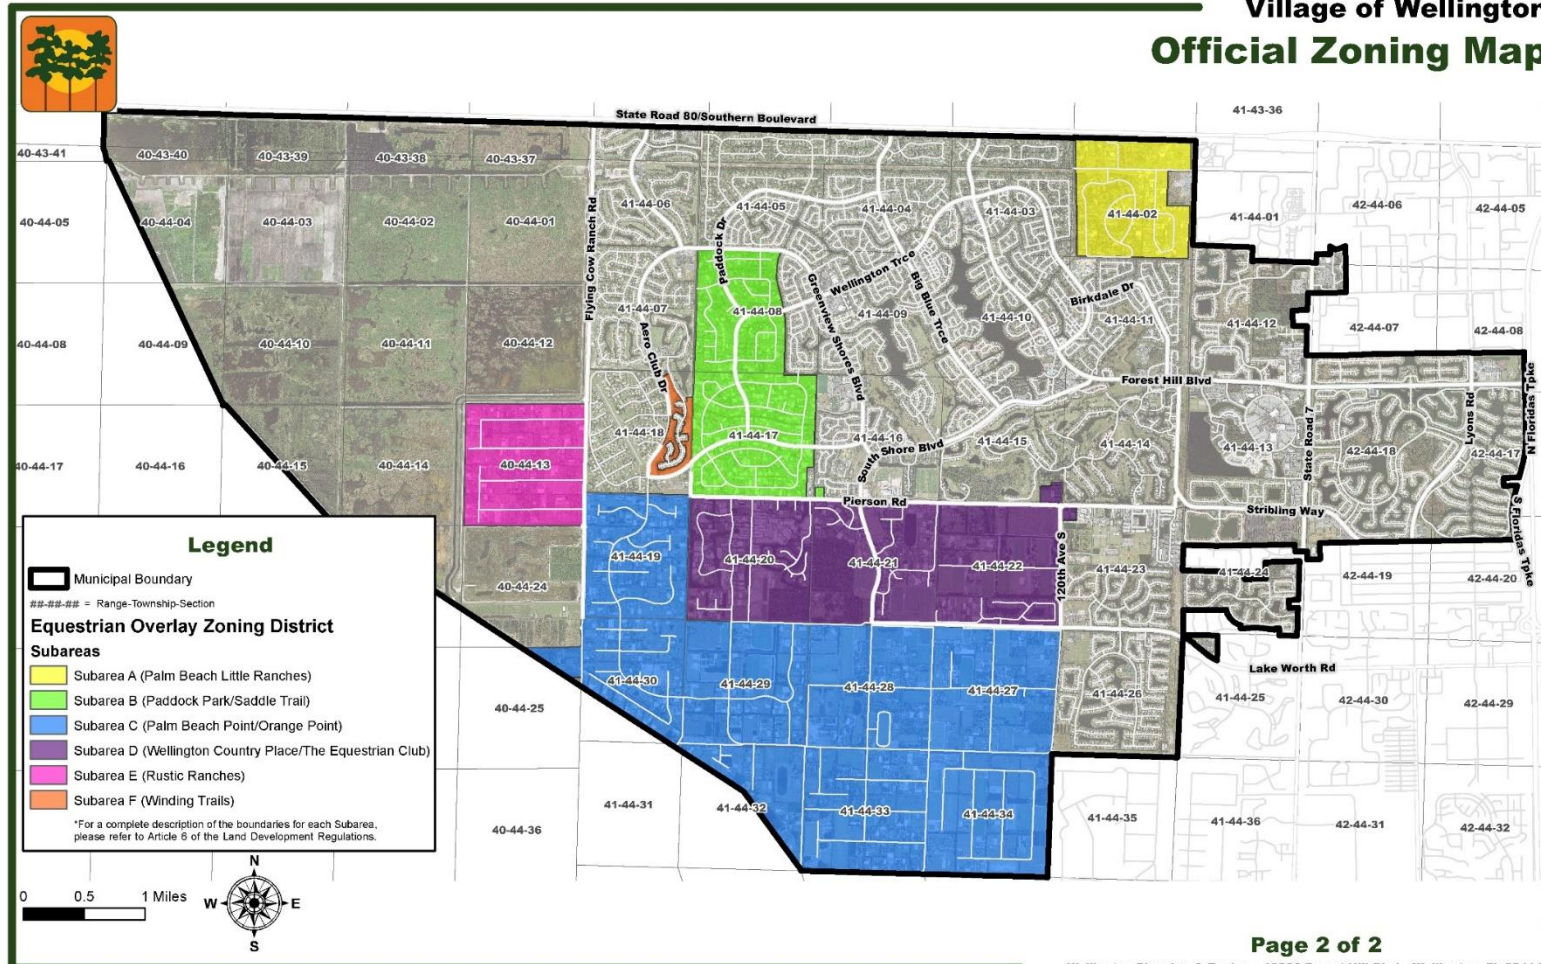 Village of Wellington
Official Zoning Map
State Road 80/Southern Boulevard
41-43-36
40-43-41
40-43-40
40-43-39
40-43-38
40-43-37
40-44-05
40-44-04
40-44-03
40-44-02
40-44-01
Flying Cow Ranch Rd
41-44-06
Paddock Dr
41-44-05
41-44-04
41-44-03
41-44-02
41-44-01
42-44-06
42-44-05
40-44-08
40-44-09
40-44-10
40-44-11
40-44-12
41-44-07
Aero Club Dr
41-44-08
Greenview Shores Blvd
Wellington Trce
41-44-09
Big Blue Trce
41-44-10
Birkdale Dr
41-44-11
41-44-12
42-44-07
42-44-08
Forest Hill Blvd
N Floridas Tpke
40-44-17
40-44-16
40-44-15
40-44-14
40-44-13
41-44-18
41-44-17
41-44-16
South Shore Blvd
41-44-15
41-44-14
41-44-13
State Road 7
42-44-18
Lyons Rd
42-44-17
Pierson Rd
Stribling Way
S Floridas Tpke
40-44-24
41-44-19
41-44-20
41-44-21
41-44-22
120th Ave S
41-44-23
41-44-24
42-44-19
42-44-20
Lake Worth Rd
40-44-25
41-44-30
41-44-29
41-44-28
41-44-27
41-44-26
41-44-25
42-44-30
42-44-29
40-44-36
41-44-31
41-44-32
41-44-33
41-44-34
41-44-35
41-44-36
42-44-31
42-44-32
Legend
Municipal Boundary
##-##-## = Range-Township-Section
Equestrian Overlay Zoning District
Subareas
Subarea A (Palm Beach Little Ranches)
Subarea B (Paddock Park/Saddle Trail)
Subarea C (Palm Beach Point/Orange Point)
Subarea D (Wellington Country Place/The Equestrian Club)
Subarea E (Rustic Ranches)
Subarea F (Winding Trails)
*For a complete description of the boundaries for each Subarea,
please refer to Article 6 of the Land Development Regulations.
0 0.5 1 Miles
N
W E
S
Page 2 of 2